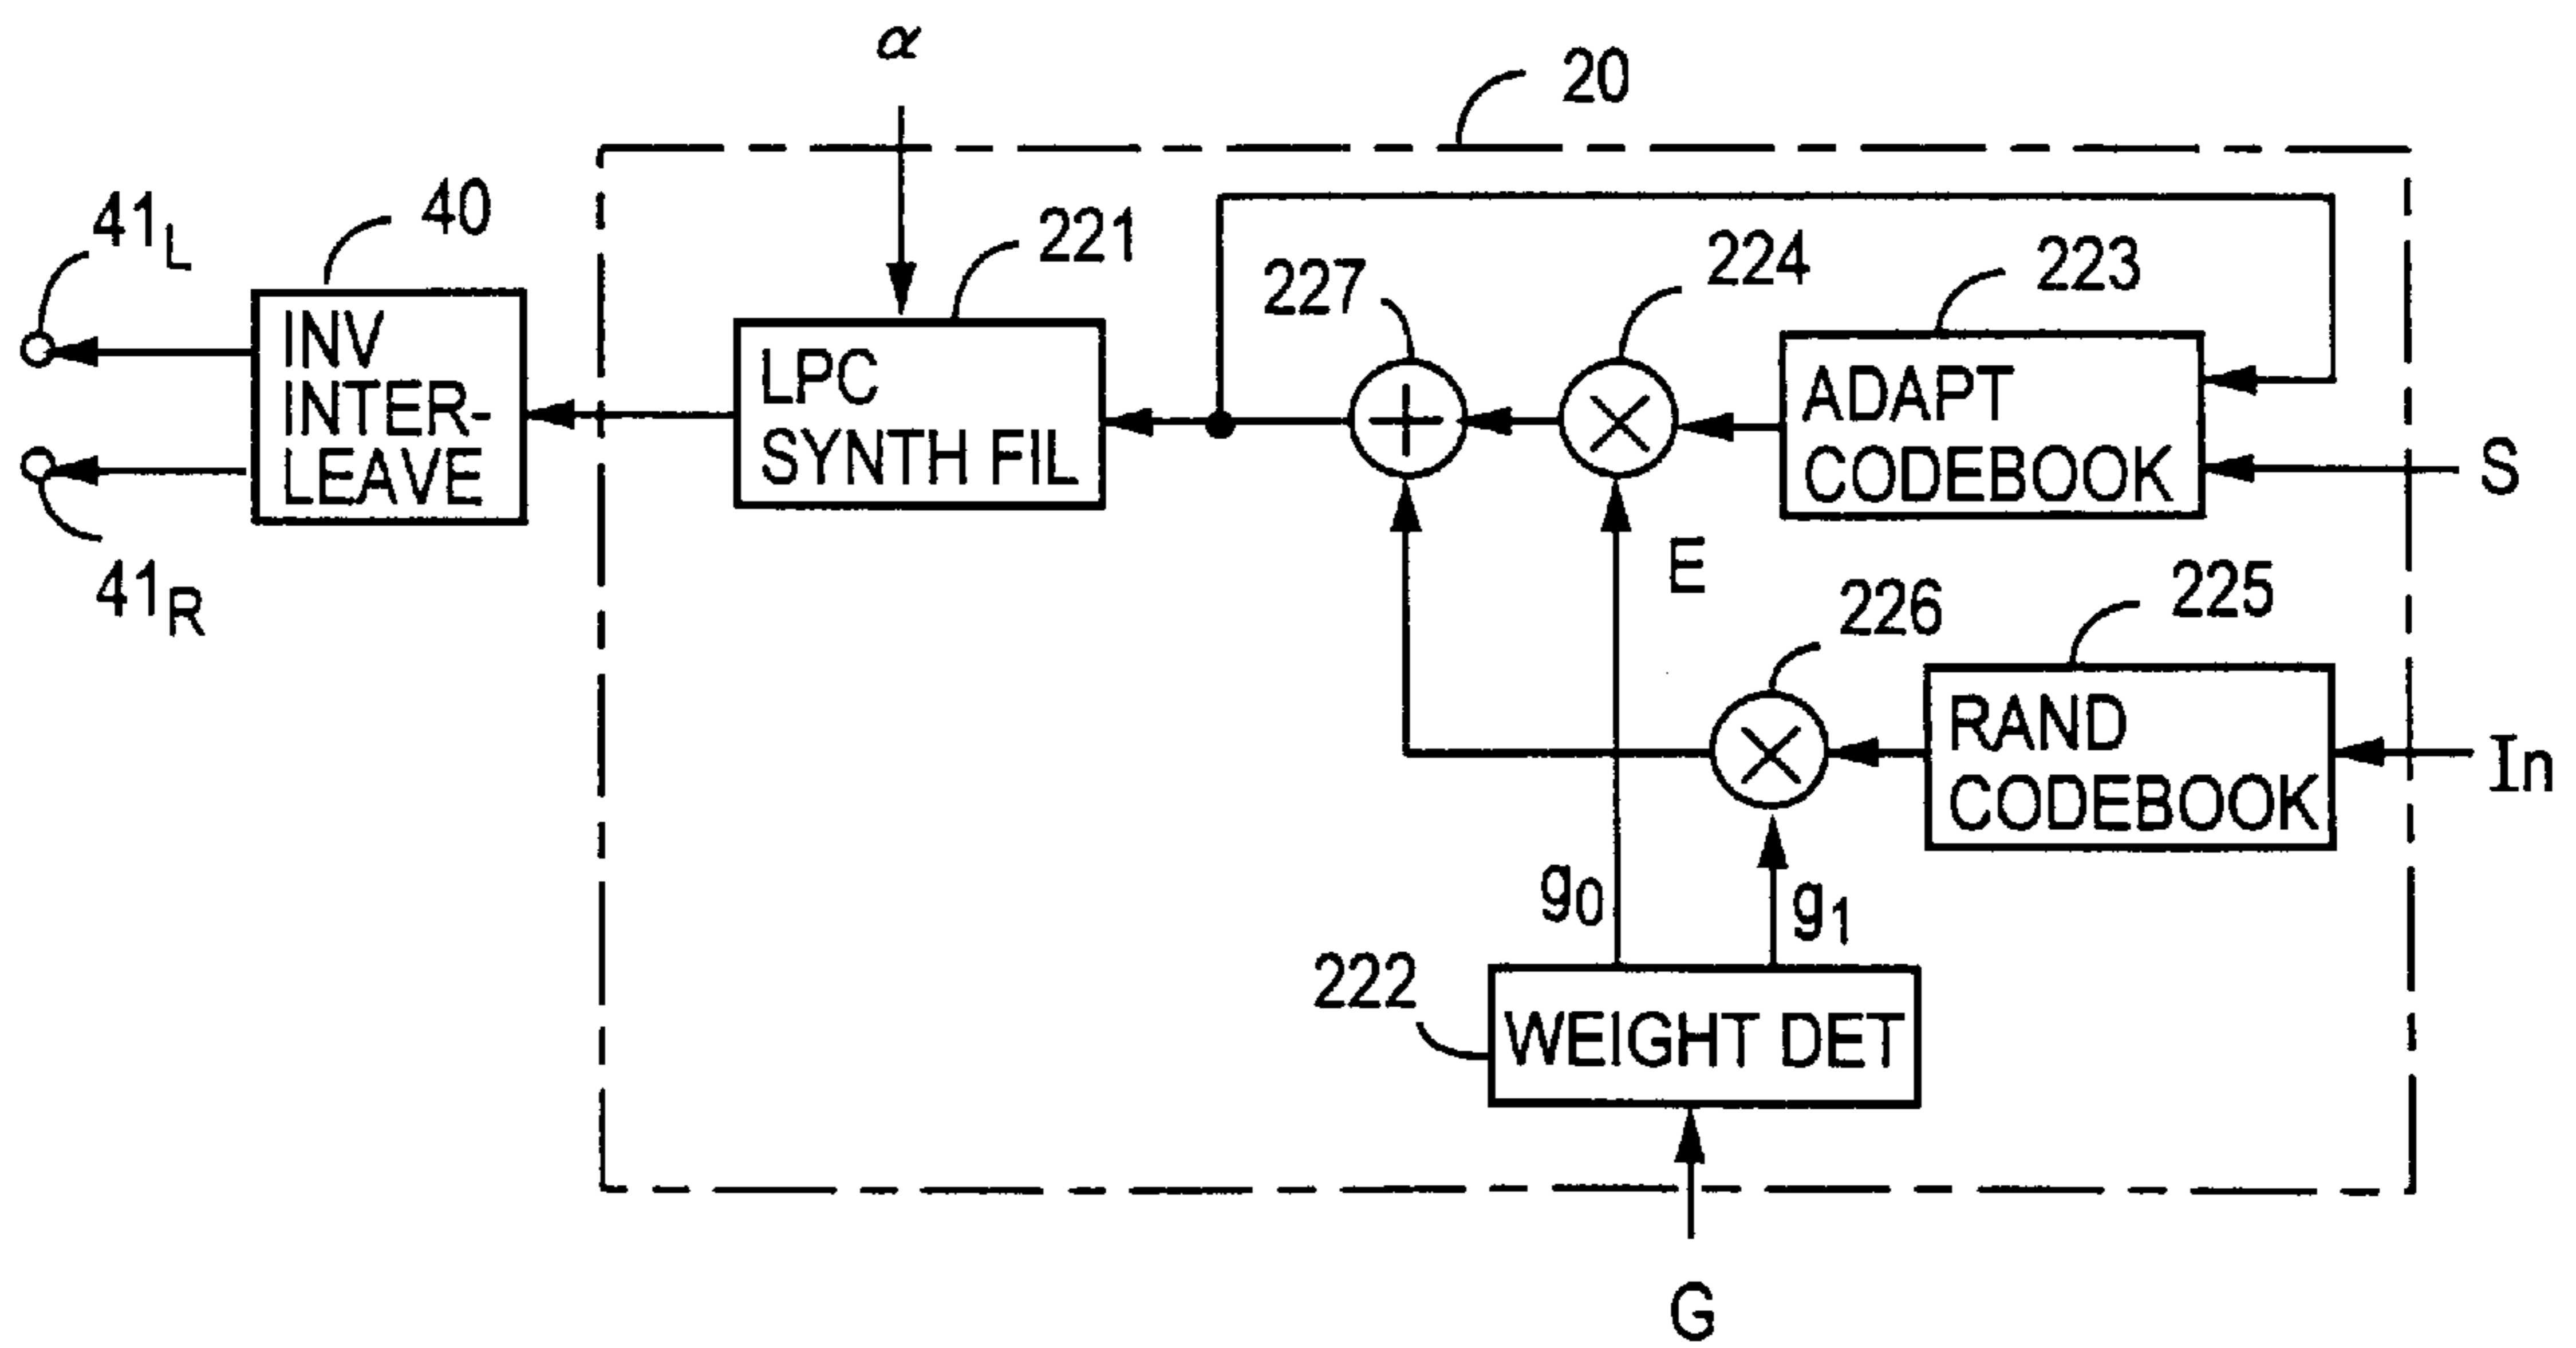 α
20
41L
40
221
227
224
223
INV
INTER-
LEAVE
LPC
SYNTH FIL
+
×
ADAPT
CODEBOOK
S
41R
E
226
225
×
RAND
CODEBOOK
In
g0
g1
222
WEIGHT DET
G